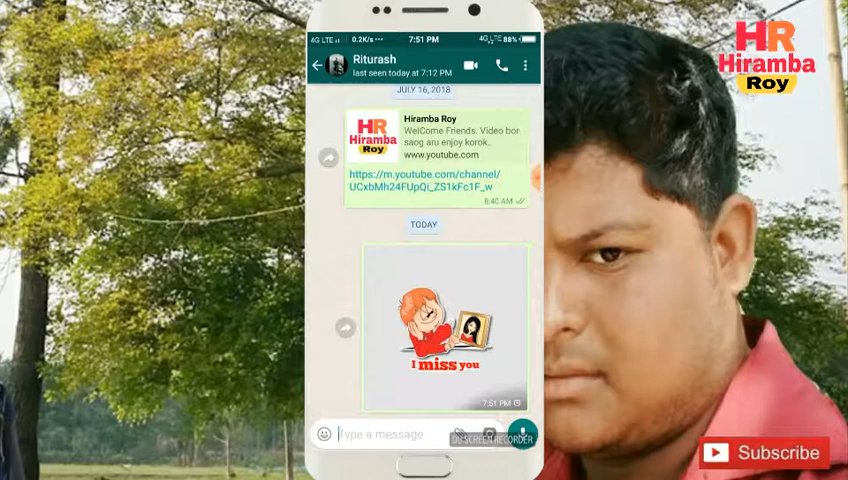 4G LTE 0.2K/s 7:51 PM 4G LTE 88%
Riturash
last seen today at 7:12 PM
JULY 16, 2018
Hiramba Roy
WelCome Friends. Video bor
saog aru enjoy korok.
www.youtube.com
HR
Hiramba
Roy
https://m.youtube.com/channel/
UCxbMh24FUpQi_ZS1kFc1F_w
8:40 AM
TODAY
I miss you
7:51 PM
Type a message
DU SCREEN RECORDER
HR
Hiramba
Roy
Subscribe